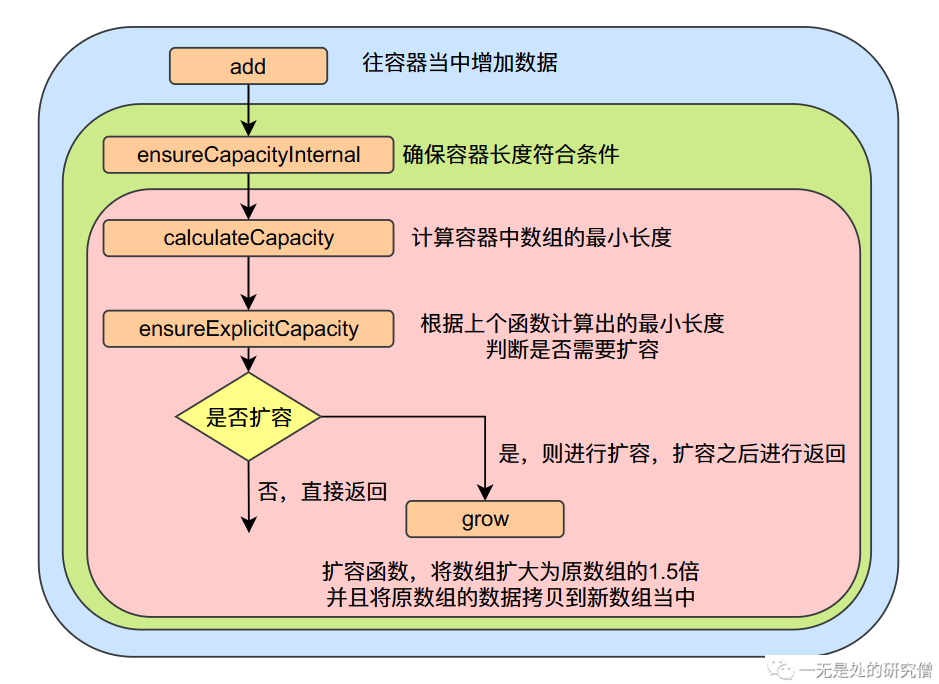 add
往容器当中增加数据
ensureCapacityInternal
确保容器长度符合条件
calculateCapacity
计算容器中数组的最小长度
ensureExplicitCapacity
根据上个函数计算出的最小长度
判断是否需要扩容
是否扩容
是，则进行扩容，扩容之后进行返回
否，直接返回
grow
扩容函数，将数组扩大为原数组的1.5倍
并且将原数组的数据拷贝到新数组当中
一无是处的研究僧